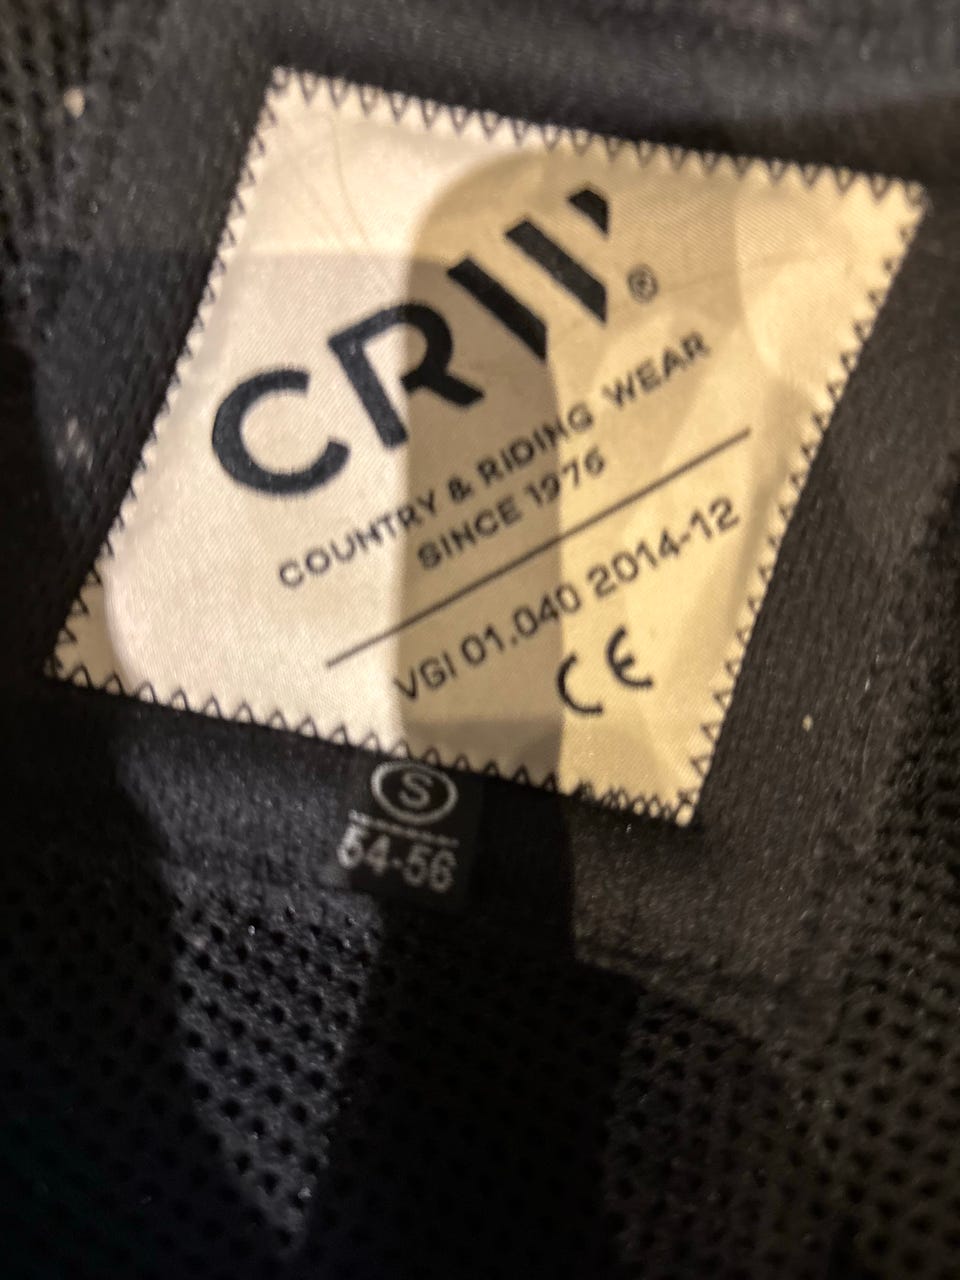 CRW®
COUNTRY & RIDING WEAR
SINCE 1976
VGI 01.040 2014-12
CE
S
54-56